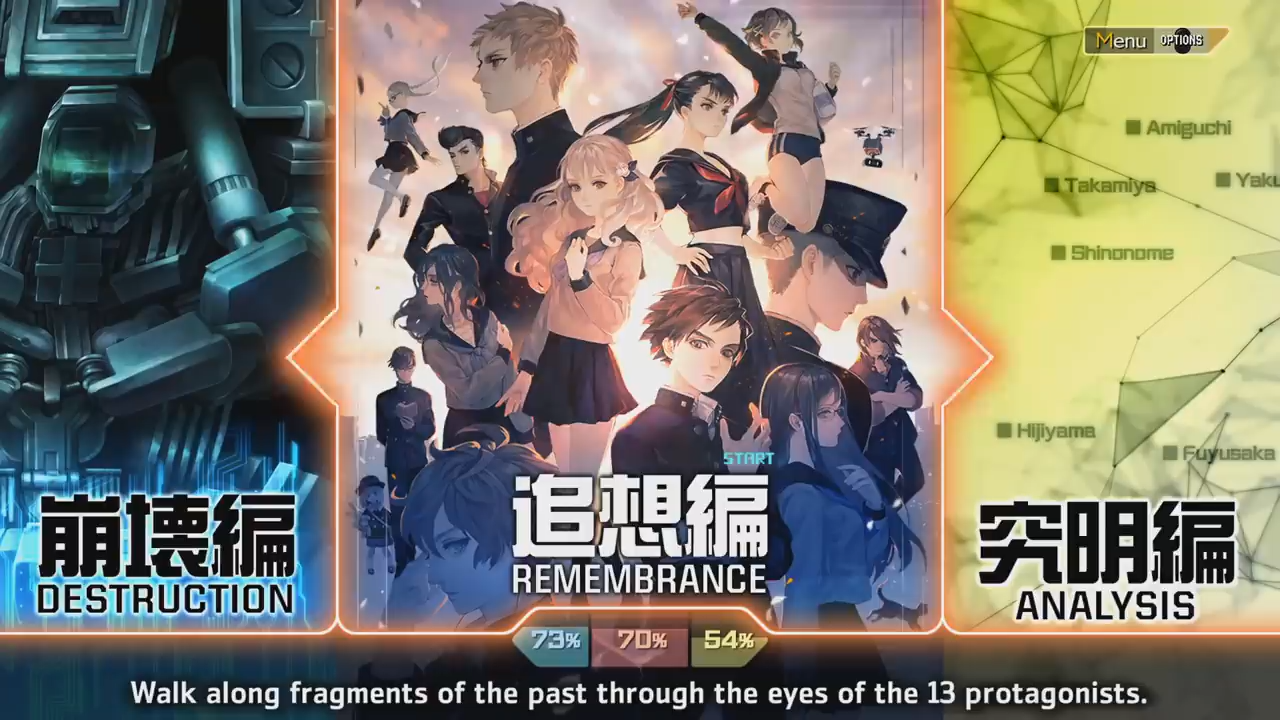 Menu OPTIONS
Amiguchi
Takamiya
Yaku
Shinonome
Hijiyama
Fuyusaka
START
崩壊編
DESTRUCTION
追想編
REMEMBRANCE
究明編
ANALYSIS
73% 70% 54%
Walk along fragments of the past through the eyes of the 13 protagonists.